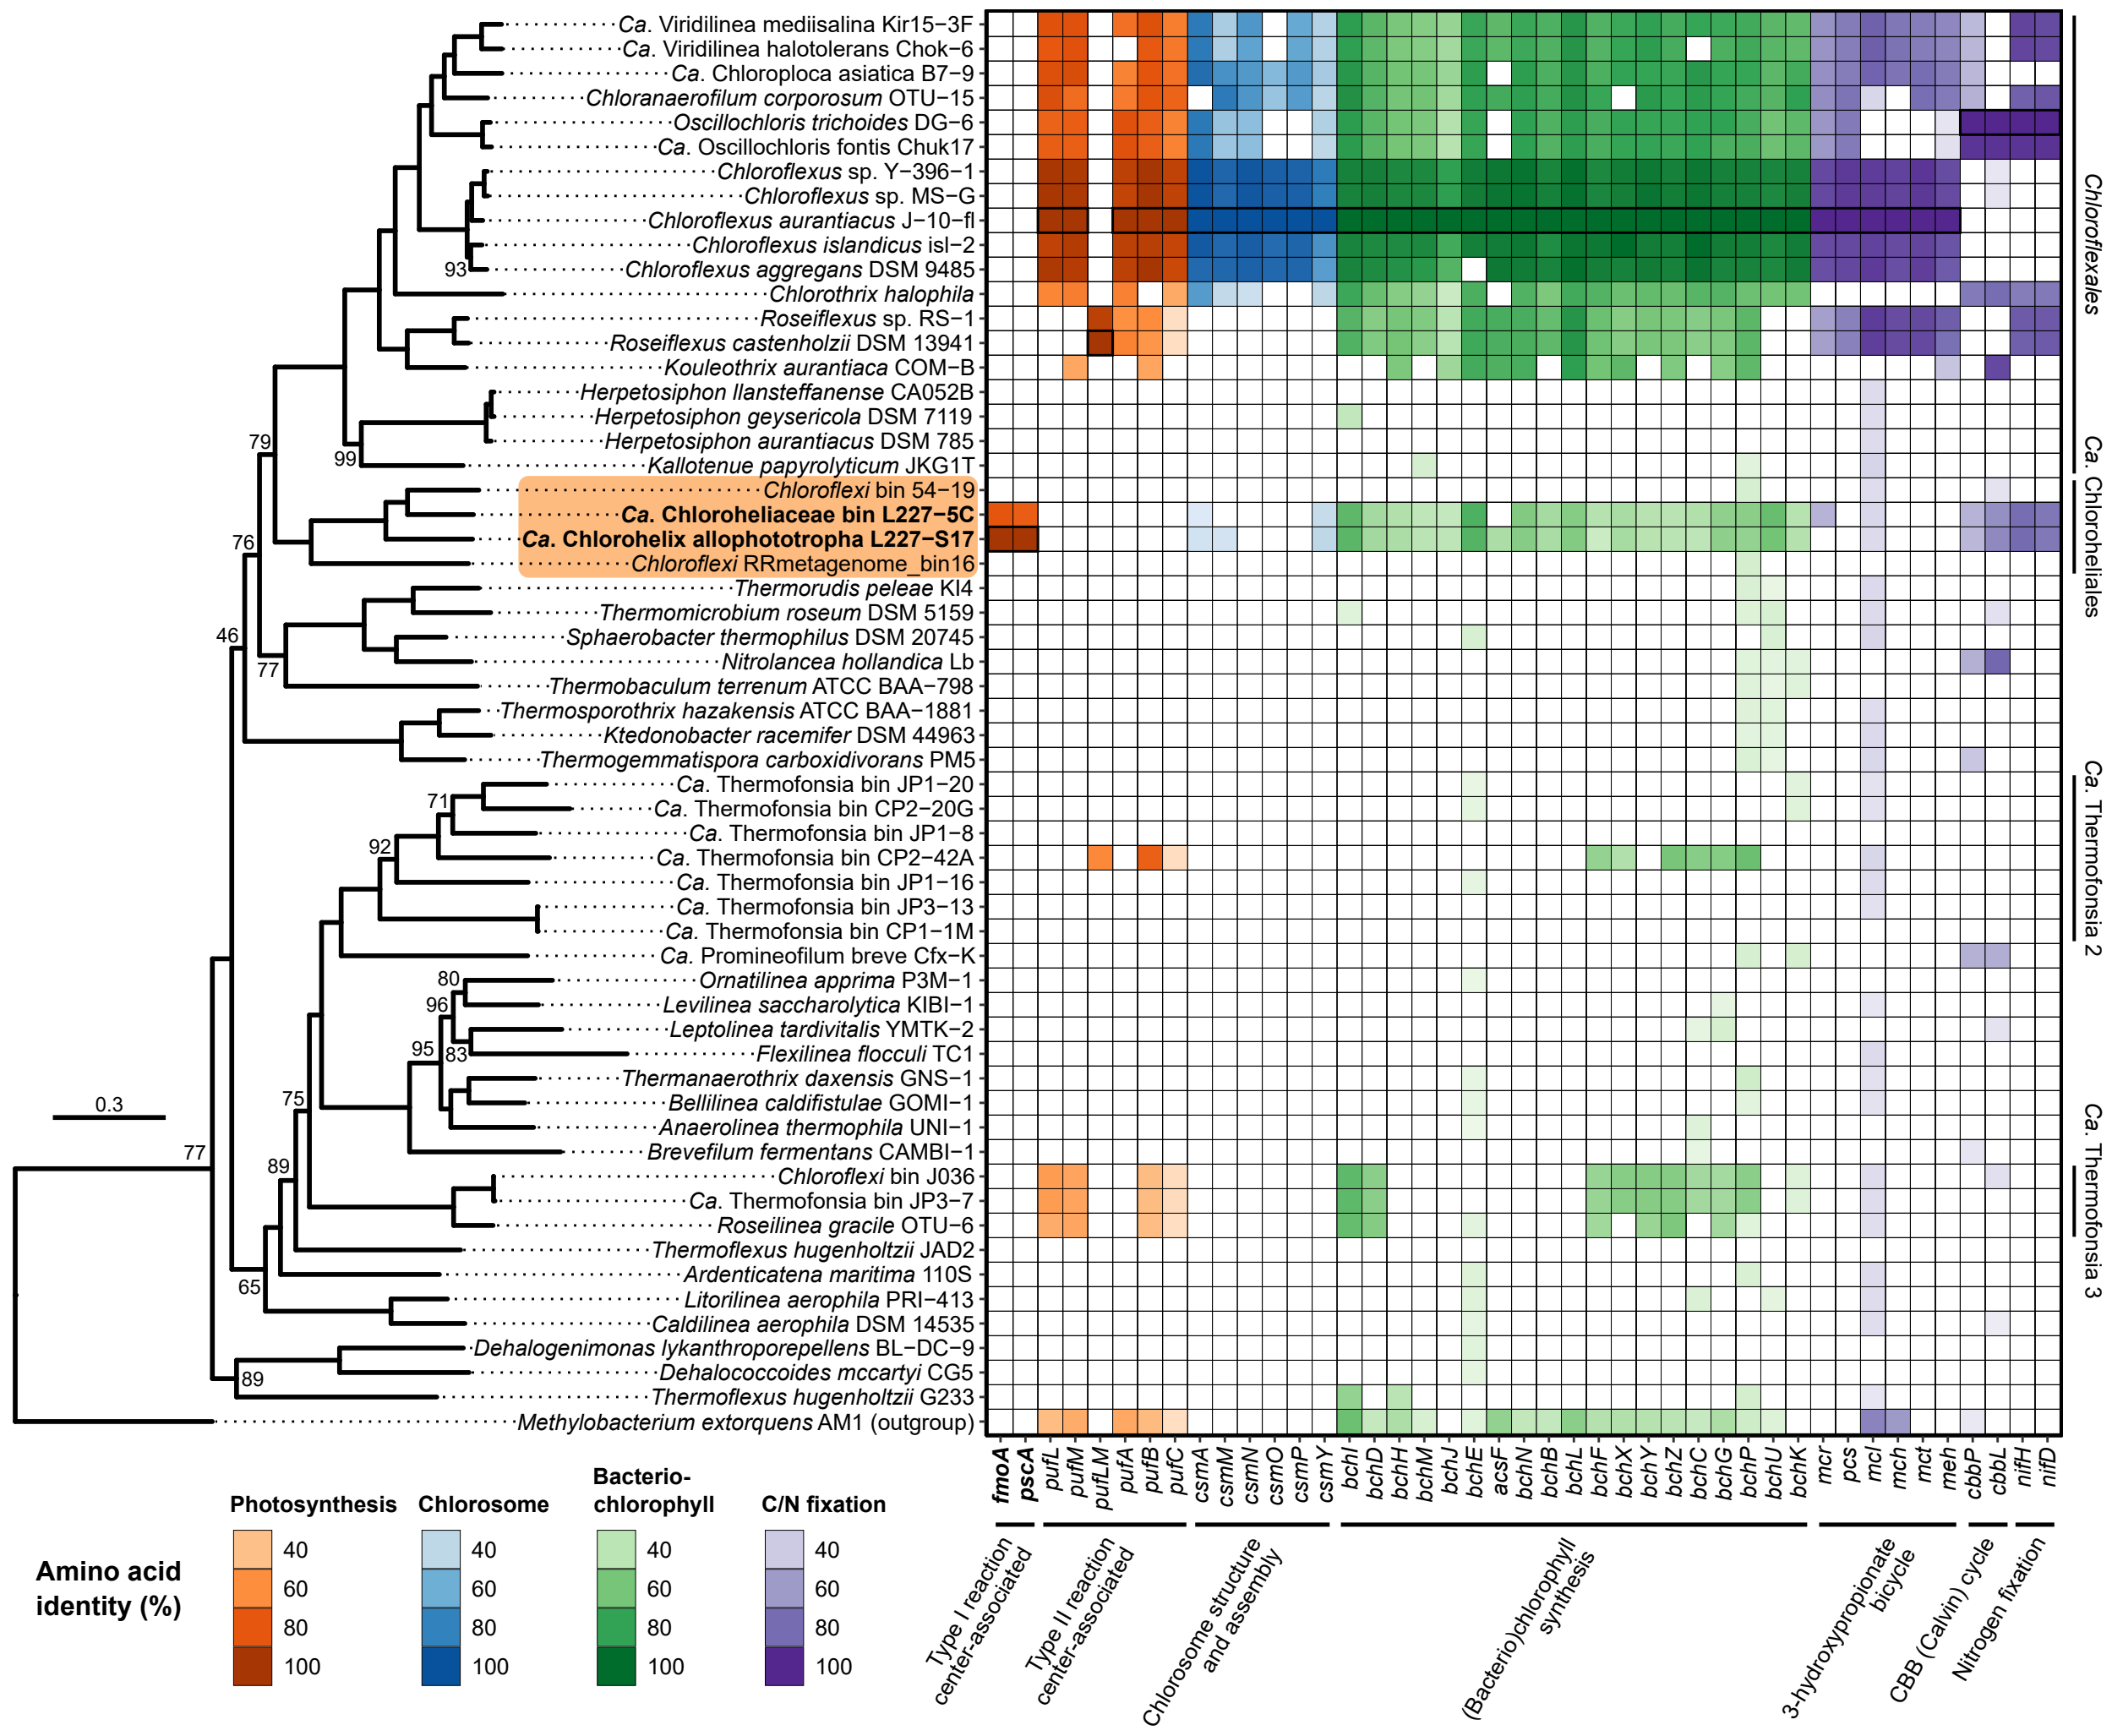 Ca. Viridilinea mediisalina Kir15−3F
Ca. Viridilinea halotolerans Chok−6
Ca. Chloroploca asiatica B7−9
Chloranaerofilum corporosum OTU−15
Oscillochloris trichoides DG−6
Ca. Oscillochloris fontis Chuk17
Chloroflexus sp. Y−396−1
Chloroflexus sp. MS−G
Chloroflexus aurantiacus J−10−fl
Chloroflexus islandicus isl−2
93
Chloroflexus aggregans DSM 9485
Chlorothrix halophila
Roseiflexus sp. RS−1
Roseiflexus castenholzii DSM 13941
Kouleothrix aurantiaca COM−B
Herpetosiphon llansteffanense CA052B
Herpetosiphon geysericola DSM 7119
79
Herpetosiphon aurantiacus DSM 785
99
Kallotenue papyrolyticum JKG1T
Chloroflexi bin 54−19
Ca. Chloroheliaceae bin L227−5C
76
Ca. Chlorohelix allophototropha L227−S17
Chloroflexi RRmetagenome_bin16
Thermorudis peleae KI4
Thermomicrobium roseum DSM 5159
46
Sphaerobacter thermophilus DSM 20745
77
Nitrolancea hollandica Lb
Thermobaculum terrenum ATCC BAA−798
Thermosporothrix hazakensis ATCC BAA−1881
Ktedonobacter racemifer DSM 44963
Thermogemmatispora carboxidivorans PM5
Ca. Thermofonsia bin JP1−20
71
Ca. Thermofonsia bin CP2−20G
Ca. Thermofonsia bin JP1−8
92
Ca. Thermofonsia bin CP2−42A
Ca. Thermofonsia bin JP1−16
Ca. Thermofonsia bin JP3−13
Ca. Thermofonsia bin CP1−1M
Ca. Promineofilum breve Cfx−K
80
Ornatilinea apprima P3M−1
96
Levilinea saccharolytica KIBI−1
Leptolinea tardivitalis YMTK−2
95
83
Flexilinea flocculi TC1
Thermanaerothrix daxensis GNS−1
75
Bellilinea caldifistulae GOMI−1
0.3
Anaerolinea thermophila UNI−1
77
Brevefilum fermentans CAMBI−1
89
Chloroflexi bin J036
Ca. Thermofonsia bin JP3−7
Roseilinea gracile OTU−6
Thermoflexus hugenholtzii JAD2
65
Ardenticatena maritima 110S
Litorilinea aerophila PRI−413
Caldilinea aerophila DSM 14535
Dehalogenimonas lykanthroporepellens BL−DC−9
89
Dehalococcoides mccartyi CG5
Thermoflexus hugenholtzii G233
Methylobacterium extorquens AM1 (outgroup)
Chloroflexales
Ca. Chloroheliales
Ca. Thermofonsia 2
Ca. Thermofonsia 3
fmoA
pscA
pufL
pufM
pufLM
pufA
pufB
pufC
csmA
csmM
csmN
csmO
csmP
csmY
bchI
bchD
bchH
bchM
bchJ
bchE
acsF
bchN
bchB
bchL
bchF
bchX
bchY
bchZ
bchC
bchG
bchP
bchU
bchK
mcr
pcs
mcl
mch
mct
meh
cbbP
cbbL
nifH
nifD
Type I reaction
center-associated
Type II reaction
center-associated
Chlorosome structure
and assembly
(Bacterio)chlorophyll
synthesis
3-hydroxypropionate
bicycle
CBB (Calvin) cycle
Nitrogen fixation
Amino acid
identity (%)
Photosynthesis
40
60
80
100
Chlorosome
40
60
80
100
Bacterio-
chlorophyll
40
60
80
100
C/N fixation
40
60
80
100